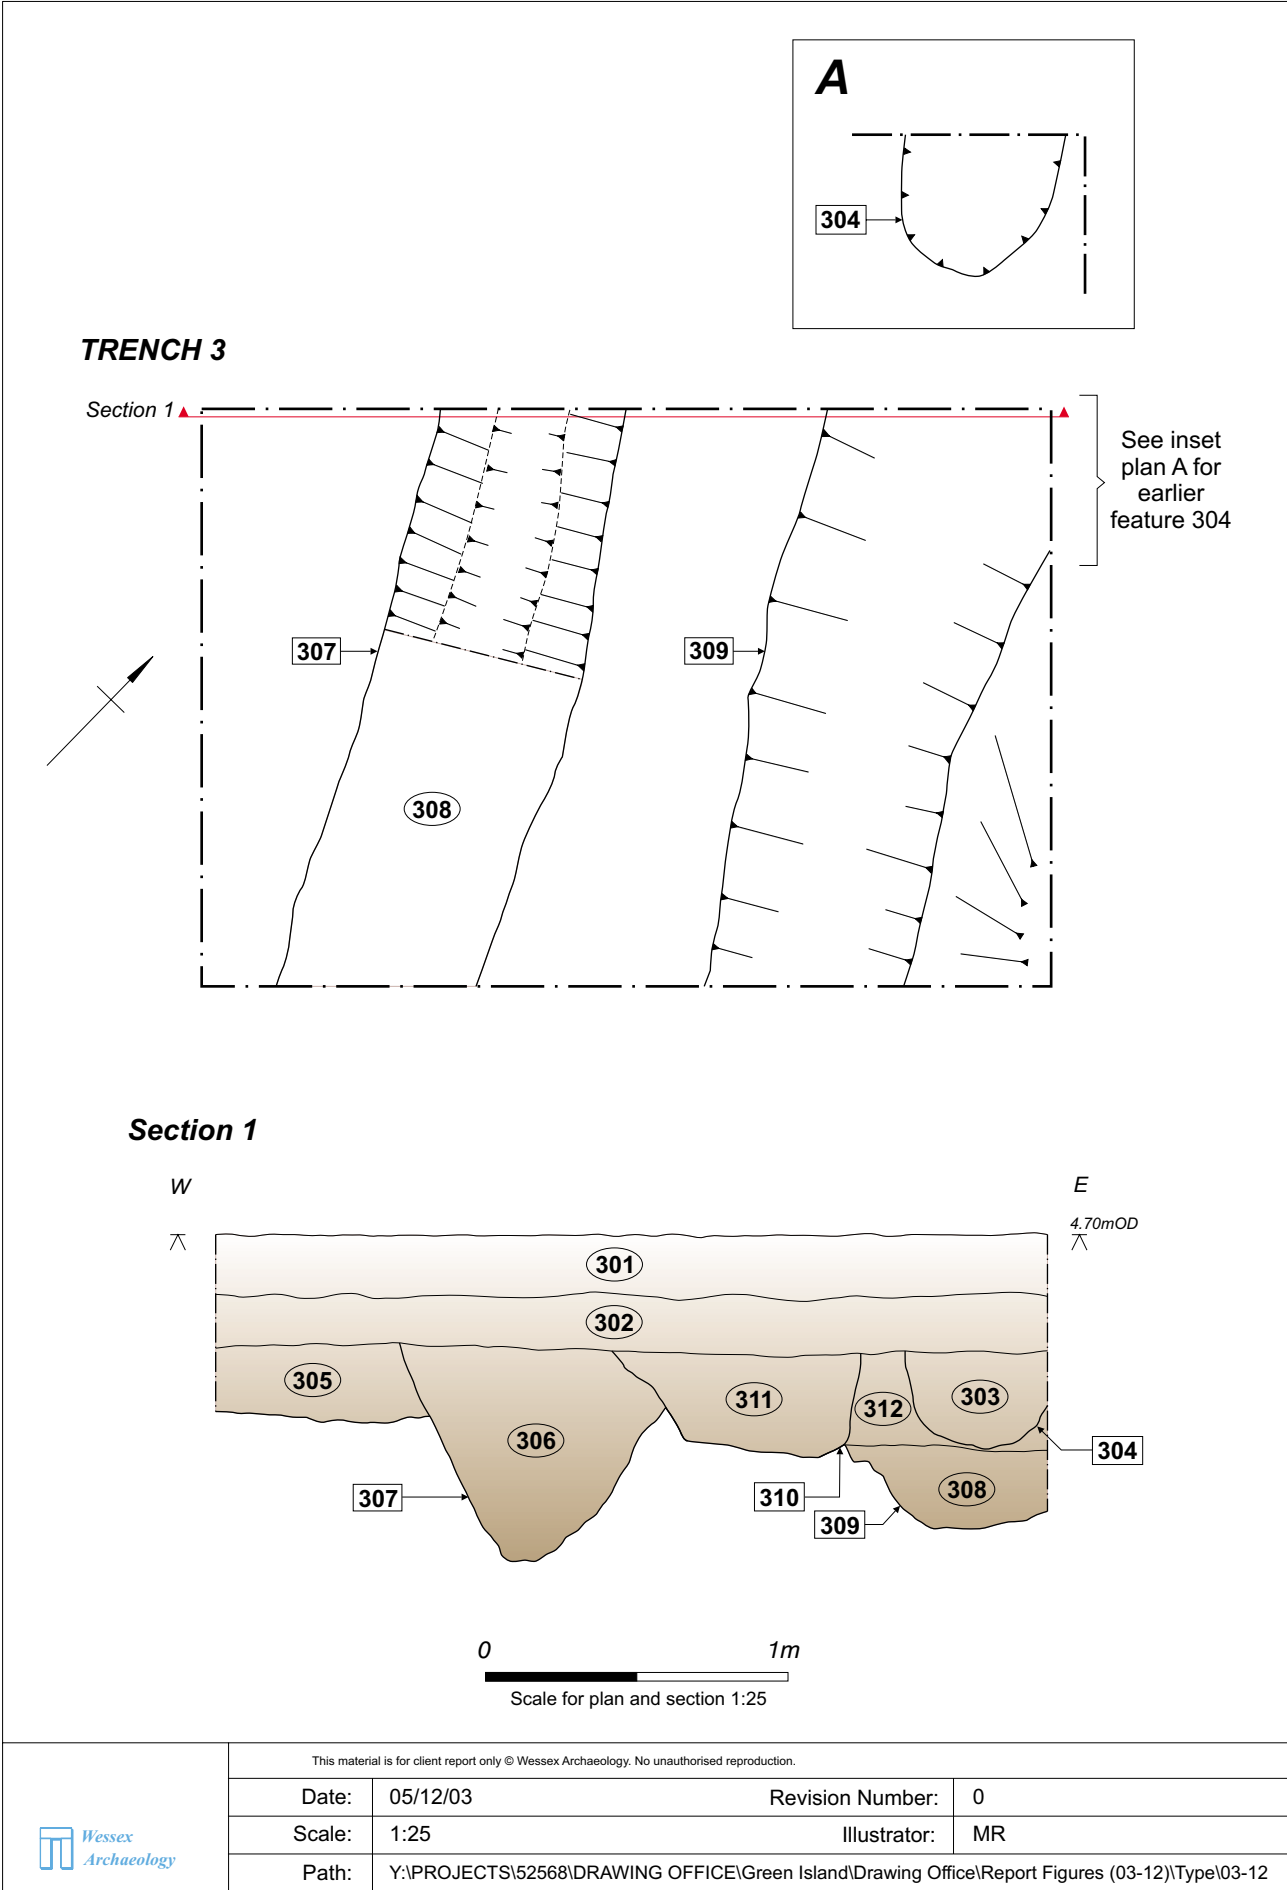 A
304
TRENCH 3
Section 1
See inset
plan A for
earlier
feature 304
307
309
308
Section 1
W
E
4.70mOD
301
302
305
311
312
303
306
304
307
310
308
309
0
1m
Scale for plan and section 1:25
This material is for client report only © Wessex Archaeology. No unauthorised reproduction.
Date: 05/12/03 Revision Number: 0
Scale: 1:25 Illustrator: MR
Path: Y:\PROJECTS\52568\DRAWING OFFICE\Green Island\Drawing Office\Report Figures (03-12)\Type\03-12
Wessex
Archaeology